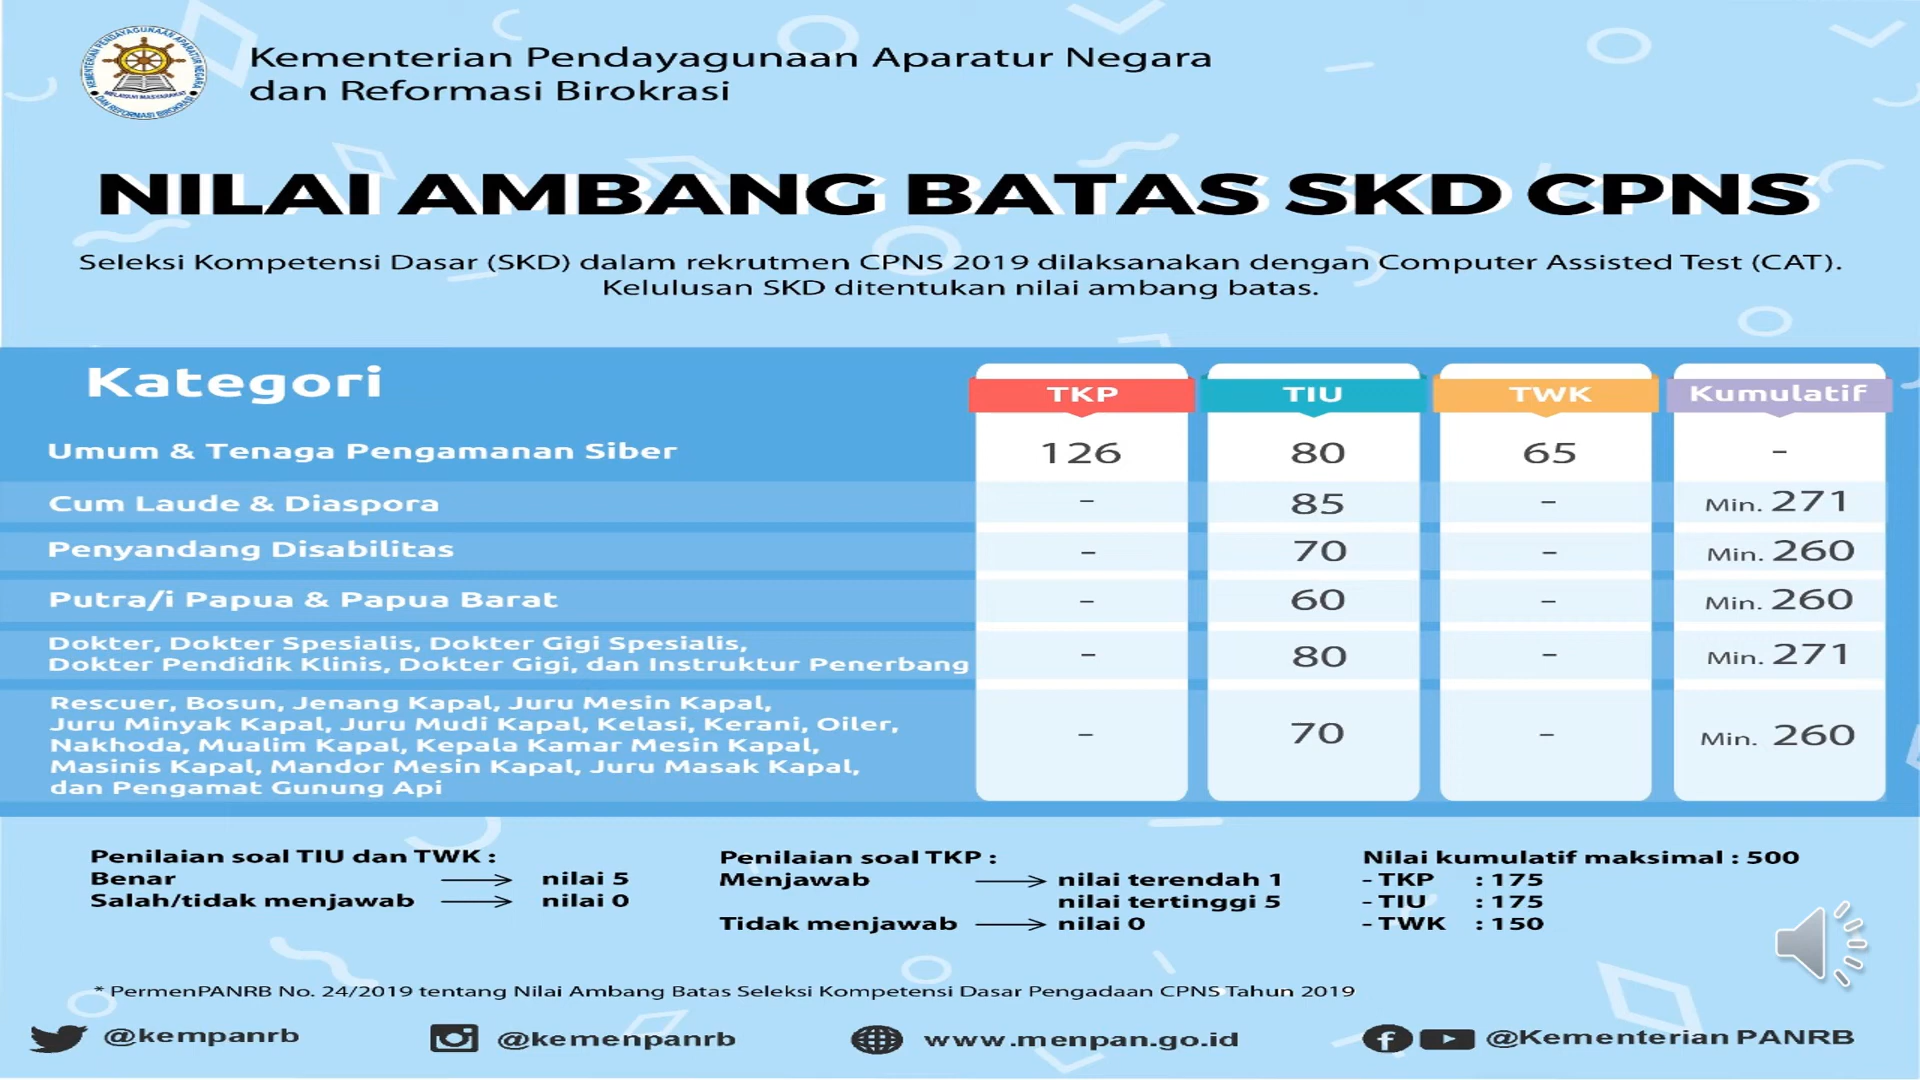 KEMENTERIAN PENDAYAGUNAAN APARATUR NEGARA
MELAYANI MASYARAKAT
DAN REFORMASI BIROKRASI
Kementerian Pendayagunaan Aparatur Negara
dan Reformasi Birokrasi
NILAI AMBANG BATAS SKD CPNS
Seleksi Kompetensi Dasar (SKD) dalam rekrutmen CPNS 2019 dilaksanakan dengan Computer Assisted Test (CAT).
Kelulusan SKD ditentukan nilai ambang batas.
Kategori TKP TIU TWK Kumulatif
Umum & Tenaga Pengamanan Siber 126 80 65 -
Cum Laude & Diaspora - 85 - Min. 271
Penyandang Disabilitas - 70 - Min. 260
Putra/i Papua & Papua Barat - 60 - Min. 260
Dokter, Dokter Spesialis, Dokter Gigi Spesialis,
Dokter Pendidik Klinis, Dokter Gigi, dan Instruktur Penerbang - 80 - Min. 271
Rescuer, Bosun, Jenang Kapal, Juru Mesin Kapal,
Juru Minyak Kapal, Juru Mudi Kapal, Kelasi, Kerani, Oiler,
Nakhoda, Mualim Kapal, Kepala Kamar Mesin Kapal, - 70 - Min. 260
Masinis Kapal, Mandor Mesin Kapal, Juru Masak Kapal,
dan Pengamat Gunung Api
Penilaian soal TIU dan TWK :
Benar → nilai 5
Salah/tidak menjawab → nilai 0
Penilaian soal TKP :
Menjawab → nilai terendah 1
nilai tertinggi 5
Tidak menjawab → nilai 0
Nilai kumulatif maksimal : 500
- TKP : 175
- TIU : 175
- TWK : 150
* PermenPANRB No. 24/2019 tentang Nilai Ambang Batas Seleksi Kompetensi Dasar Pengadaan CPNS Tahun 2019
@kempanrb @kemenpanrb www.menpan.go.id @Kementerian PANRB